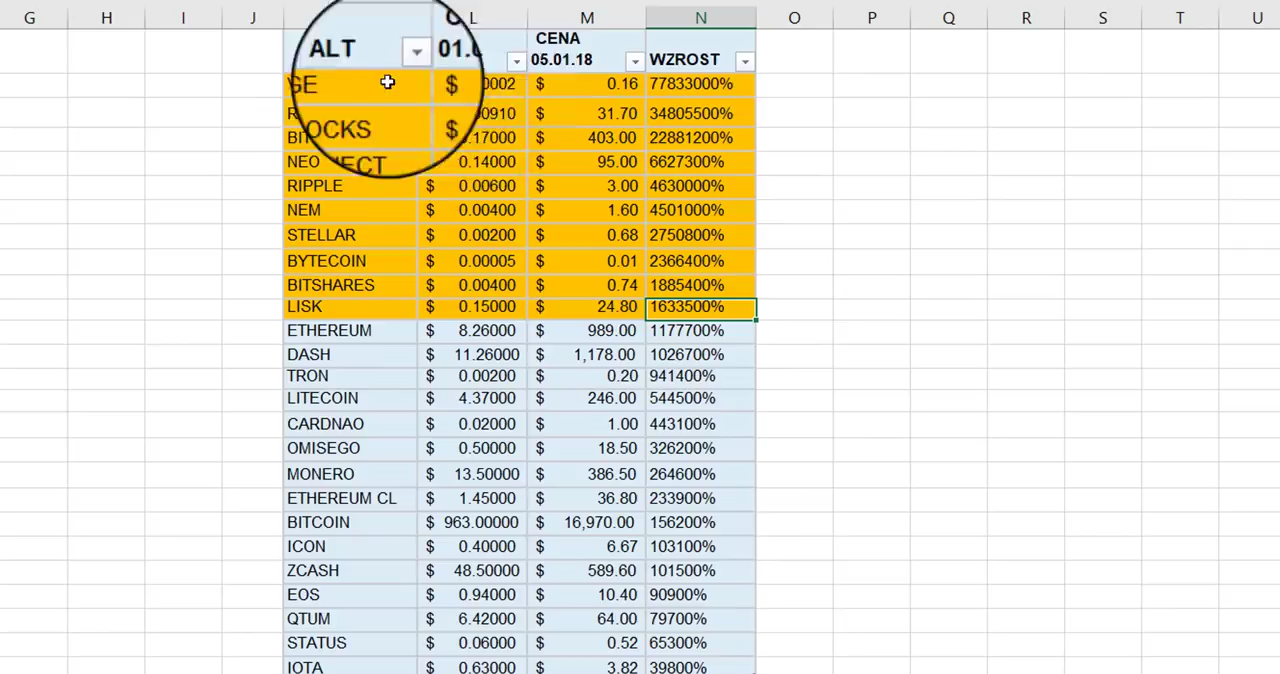 G H I J L M N O P Q R S T U
ALT 01. CENA 05.01.18 WZROST
GE $ 0002 $ 0.16 77833000%
OCKS $ 00910 $ 31.70 34805500%
BIT JECT .17000 $ 403.00 22881200%
NEO 0.14000 $ 95.00 6627300%
RIPPLE $ 0.00600 $ 3.00 4630000%
NEM $ 0.00400 $ 1.60 4501000%
STELLAR $ 0.00200 $ 0.68 2750800%
BYTECOIN $ 0.00005 $ 0.01 2366400%
BITSHARES $ 0.00400 $ 0.74 1885400%
LISK $ 0.15000 $ 24.80 1633500%
ETHEREUM $ 8.26000 $ 989.00 1177700%
DASH $ 11.26000 $ 1,178.00 1026700%
TRON $ 0.00200 $ 0.20 941400%
LITECOIN $ 4.37000 $ 246.00 544500%
CARDNAO $ 0.02000 $ 1.00 443100%
OMISEGO $ 0.50000 $ 18.50 326200%
MONERO $ 13.50000 $ 386.50 264600%
ETHEREUM CL $ 1.45000 $ 36.80 233900%
BITCOIN $ 963.00000 $ 16,970.00 156200%
ICON $ 0.40000 $ 6.67 103100%
ZCASH $ 48.50000 $ 589.60 101500%
EOS $ 0.94000 $ 10.40 90900%
QTUM $ 6.42000 $ 64.00 79700%
STATUS $ 0.06000 $ 0.52 65300%
IOTA $ 0.63000 $ 3.82 39800%